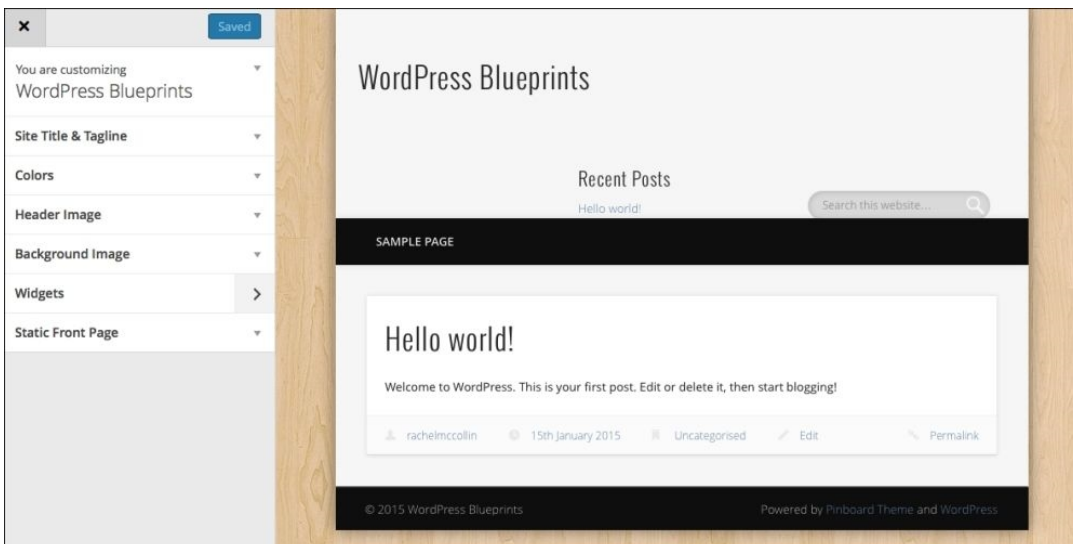 Saved
You are customizing
WordPress Blueprints
Site Title & Tagline
Colors
Header Image
Background Image
Widgets
Static Front Page
WordPress Blueprints
Recent Posts
Hello world!
Search this website...
SAMPLE PAGE
Hello world!
Welcome to WordPress. This is your first post. Edit or delete it, then start blogging!
rachelmccollin 15th January 2015 Uncategorised Edit Permalink
© 2015 WordPress Blueprints Powered by Pinboard Theme and WordPress